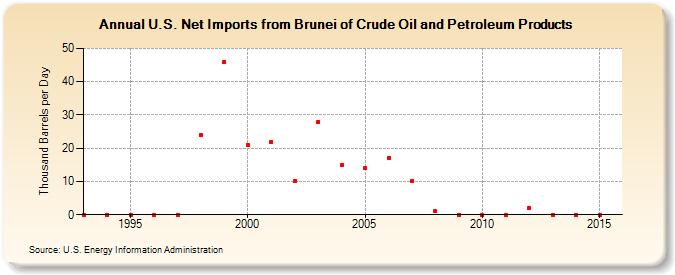 Annual U.S. Net Imports from Brunei of Crude Oil and Petroleum Products
Thousand Barrels per Day
50
40
30
20
10
0
1995 2000 2005 2010 2015
Source: U.S. Energy Information Administration